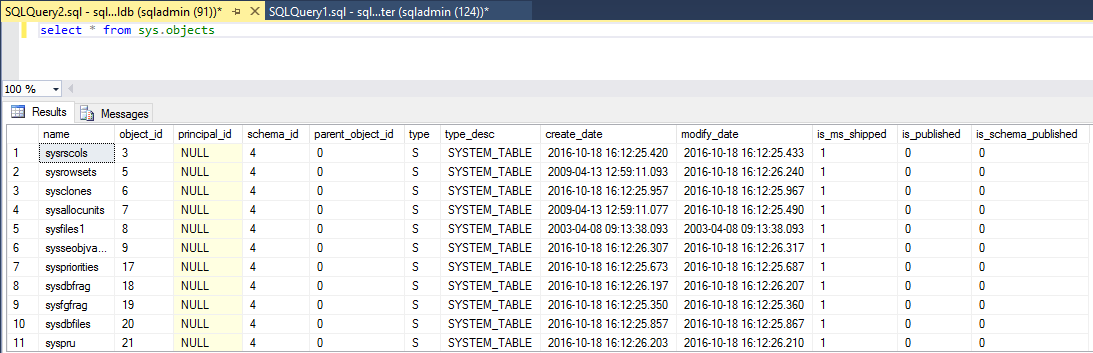 SQLQuery2.sql - sql...ldb (sqladmin (91))* SQLQuery1.sql - sql...ter (sqladmin (124))*
select * from sys.objects
100 %
Results Messages
name object_id principal_id schema_id parent_object_id type type_desc create_date modify_date is_ms_shipped is_published is_schema_published
1 sysrscols 3 NULL 4 0 S SYSTEM_TABLE 2016-10-18 16:12:25.420 2016-10-18 16:12:25.433 1 0 0
2 sysrowsets 5 NULL 4 0 S SYSTEM_TABLE 2009-04-13 12:59:11.093 2016-10-18 16:12:26.240 1 0 0
3 sysclones 6 NULL 4 0 S SYSTEM_TABLE 2016-10-18 16:12:25.957 2016-10-18 16:12:25.967 1 0 0
4 sysallocunits 7 NULL 4 0 S SYSTEM_TABLE 2009-04-13 12:59:11.077 2016-10-18 16:12:25.490 1 0 0
5 sysfiles1 8 NULL 4 0 S SYSTEM_TABLE 2003-04-08 09:13:38.093 2003-04-08 09:13:38.093 1 0 0
6 sysseobjva... 9 NULL 4 0 S SYSTEM_TABLE 2016-10-18 16:12:26.307 2016-10-18 16:12:26.317 1 0 0
7 syspriorities 17 NULL 4 0 S SYSTEM_TABLE 2016-10-18 16:12:25.673 2016-10-18 16:12:25.687 1 0 0
8 sysdbfrag 18 NULL 4 0 S SYSTEM_TABLE 2016-10-18 16:12:26.197 2016-10-18 16:12:26.207 1 0 0
9 sysfgfrag 19 NULL 4 0 S SYSTEM_TABLE 2016-10-18 16:12:25.350 2016-10-18 16:12:25.360 1 0 0
10 sysdbfiles 20 NULL 4 0 S SYSTEM_TABLE 2016-10-18 16:12:25.857 2016-10-18 16:12:25.867 1 0 0
11 syspru 21 NULL 4 0 S SYSTEM_TABLE 2016-10-18 16:12:26.203 2016-10-18 16:12:26.210 1 0 0